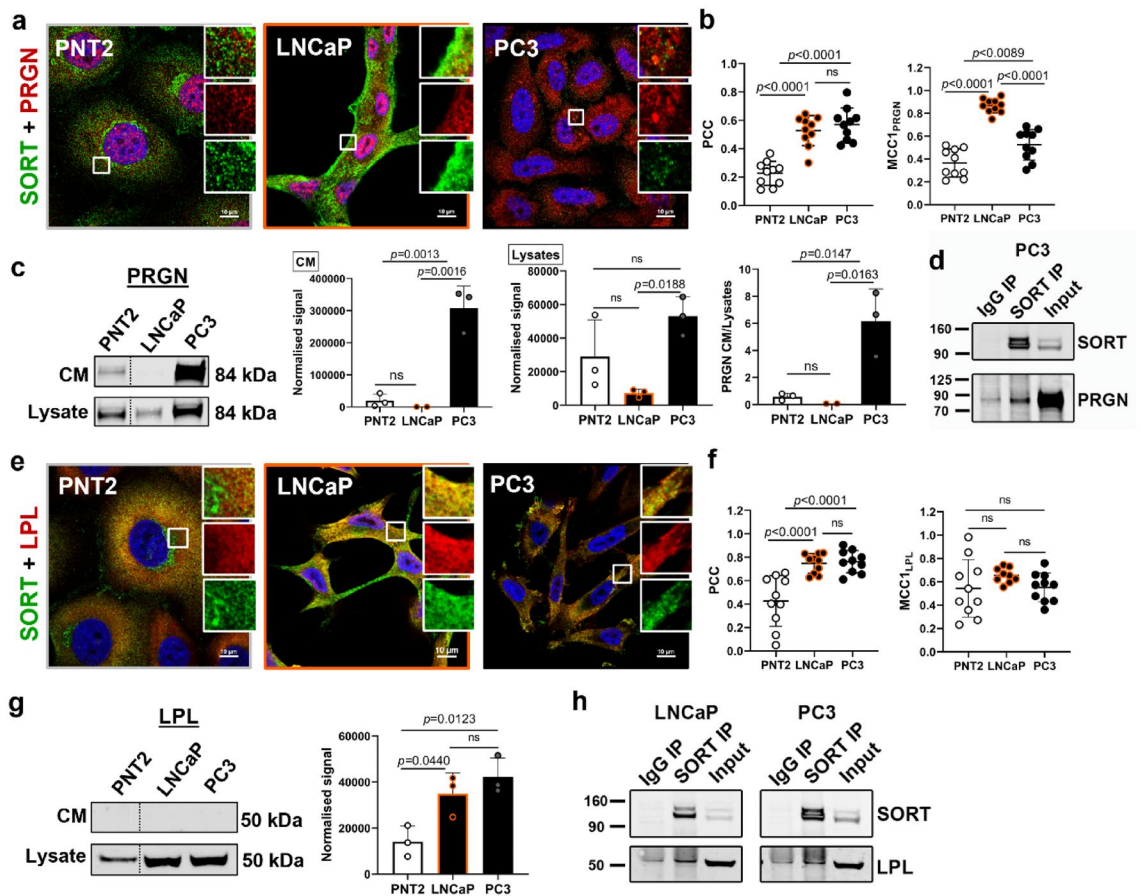 a
SORT + PRGN
PNT2
10 µm
LNCaP
10 µm
PC3
10 µm
b
PCC
1.0
0.8
0.6
0.4
0.2
0.0
p<0.0001
p<0.0001
ns
PNT2 LNCaP PC3
MCC1PRGN
1.0
0.8
0.6
0.4
0.2
0.0
p<0.0089
p<0.0001
p<0.0001
PNT2 LNCaP PC3
c
PRGN
PNT2 LNCaP PC3
CM 84 kDa
Lysate 84 kDa
CM
Normalised signal
400000
300000
200000
100000
0
p=0.0013
p=0.0016
ns
PNT2 LNCaP PC3
Lysates
Normalised signal
80000
60000
40000
20000
0
ns
p=0.0188
ns
PNT2 LNCaP PC3
PRGN CM/Lysates
10
8
6
4
2
0
p=0.0147
p=0.0163
ns
PNT2 LNCaP PC3
d
PC3
IgG IP SORT IP Input
160
90
SORT
125
90
70
PRGN
e
SORT + LPL
PNT2
10 µm
LNCaP
10 µm
PC3
10 µm
f
PCC
1.0
0.8
0.6
0.4
0.2
0.0
p<0.0001
p<0.0001
ns
PNT2 LNCaP PC3
MCC1LPL
1.0
0.8
0.6
0.4
0.2
0.0
ns
ns
ns
PNT2 LNCaP PC3
g
LPL
PNT2 LNCaP PC3
CM 50 kDa
Lysate 50 kDa
Normalised signal
60000
40000
20000
0
p=0.0123
ns
p=0.0440
PNT2 LNCaP PC3
h
LNCaP PC3
IgG IP SORT IP Input IgG IP SORT IP Input
160
90
SORT
50
LPL